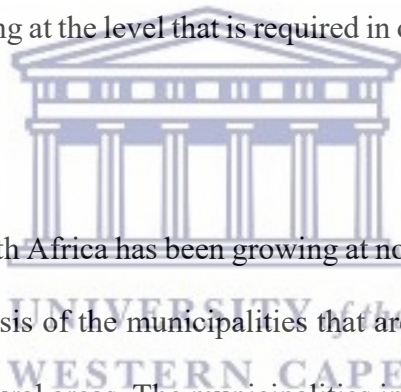 ng at the level that is required in o
th Africa has been growing at no
UNIVERSITY of the
sis of the municipalities that are
WESTERN CAPE
ural areas. The municipalities in